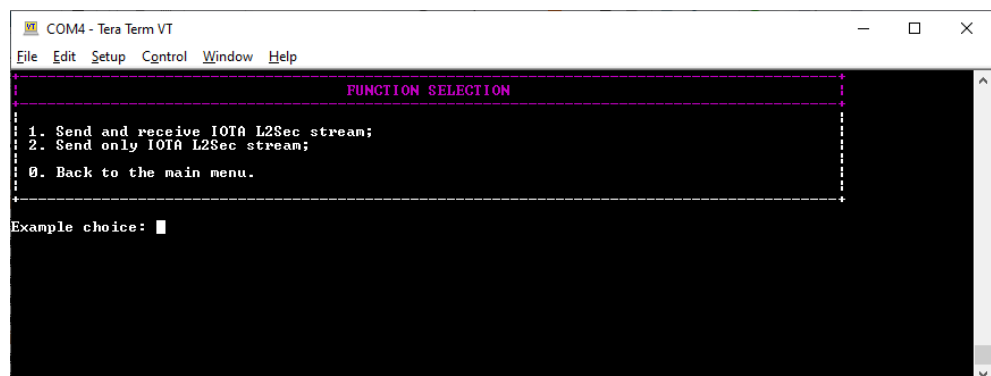 COM4 - Tera Term VT
File Edit Setup Control Window Help
FUNCTION SELECTION
1. Send and receive IOTA L2Sec stream;
2. Send only IOTA L2Sec stream;
0. Back to the main menu.
Example choice: